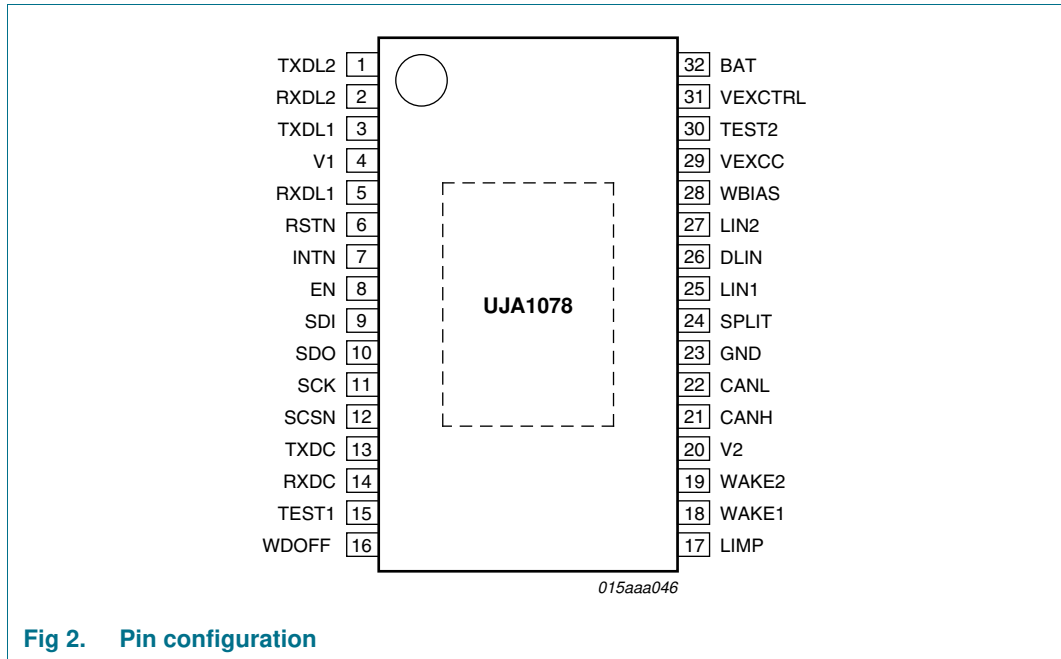 TXDL2 1 32 BAT
RXDL2 2 31 VEXCTRL
TXDL1 3 30 TEST2
V1 4 29 VEXCC
RXDL1 5 28 WBIAS
RSTN 6 27 LIN2
INTN 7 26 DLIN
EN 8 UJA1078 25 LIN1
SDI 9 24 SPLIT
SDO 10 23 GND
SCK 11 22 CANL
SCSN 12 21 CANH
TXDC 13 20 V2
RXDC 14 19 WAKE2
TEST1 15 18 WAKE1
WDOFF 16 17 LIMP
015aaa046
Fig 2. Pin configuration